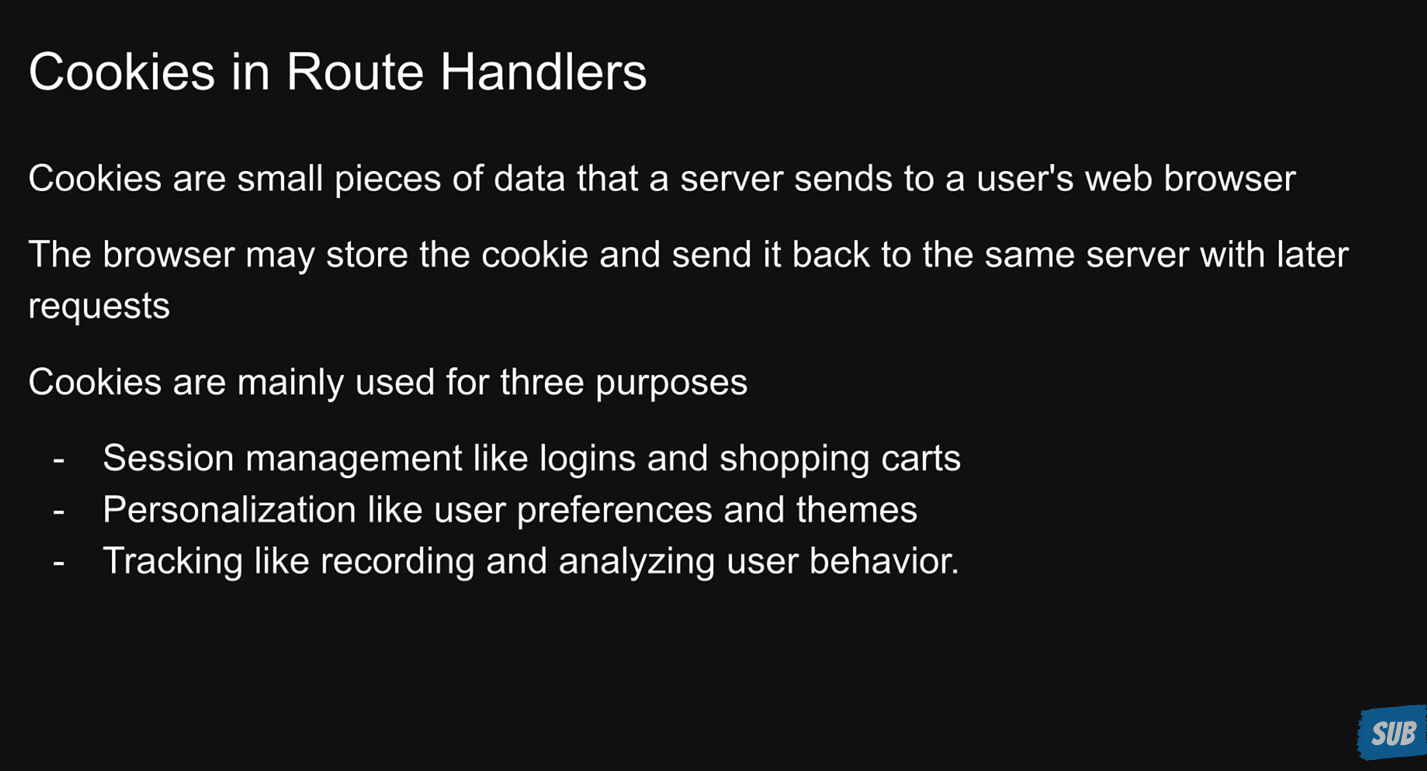 Cookies in Route Handlers
Cookies are small pieces of data that a server sends to a user's web browser
The browser may store the cookie and send it back to the same server with later
requests
Cookies are mainly used for three purposes
- Session management like logins and shopping carts
- Personalization like user preferences and themes
- Tracking like recording and analyzing user behavior.
SUB